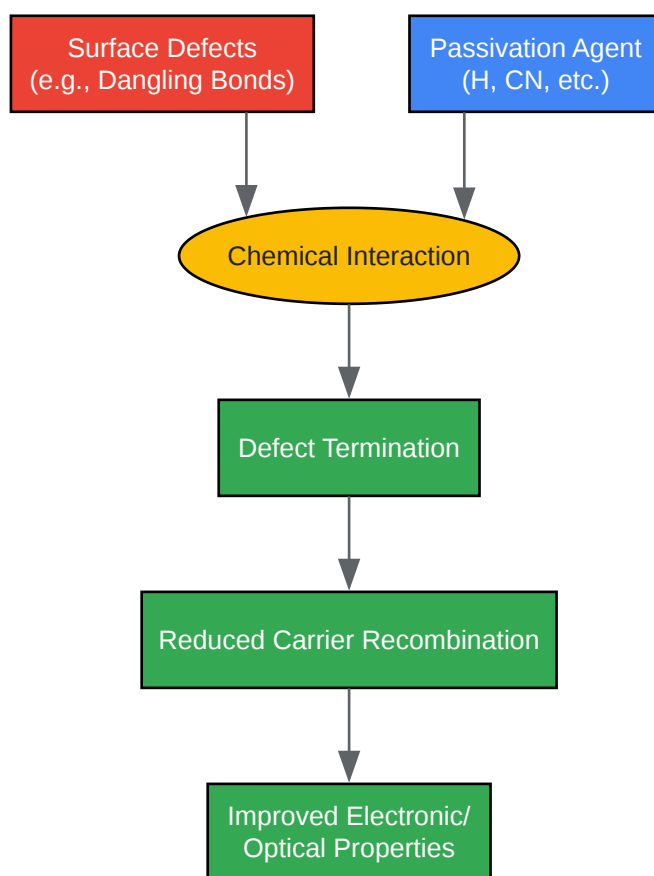 Surface Defects
(e.g., Dangling Bonds)
Passivation Agent
(H, CN, etc.)
Chemical Interaction
Defect Termination
Reduced Carrier Recombination
Improved Electronic/
Optical Properties